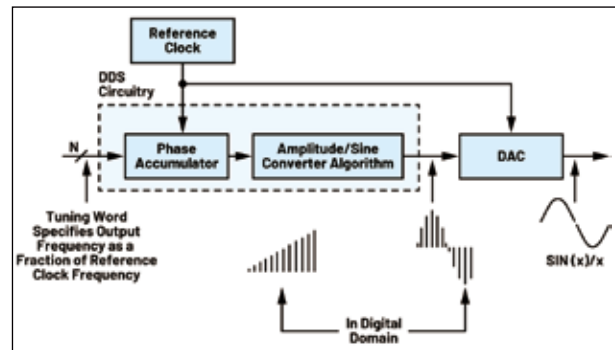 Reference
Clock
DDS
Circuitry
N
Phase
Accumulator
Amplitude/Sine
Converter Algorithm
DAC
Tuning Word
Specifies Output
Frequency as a
Fraction of Reference
Clock Frequency
SIN (x)/x
In Digital
Domain